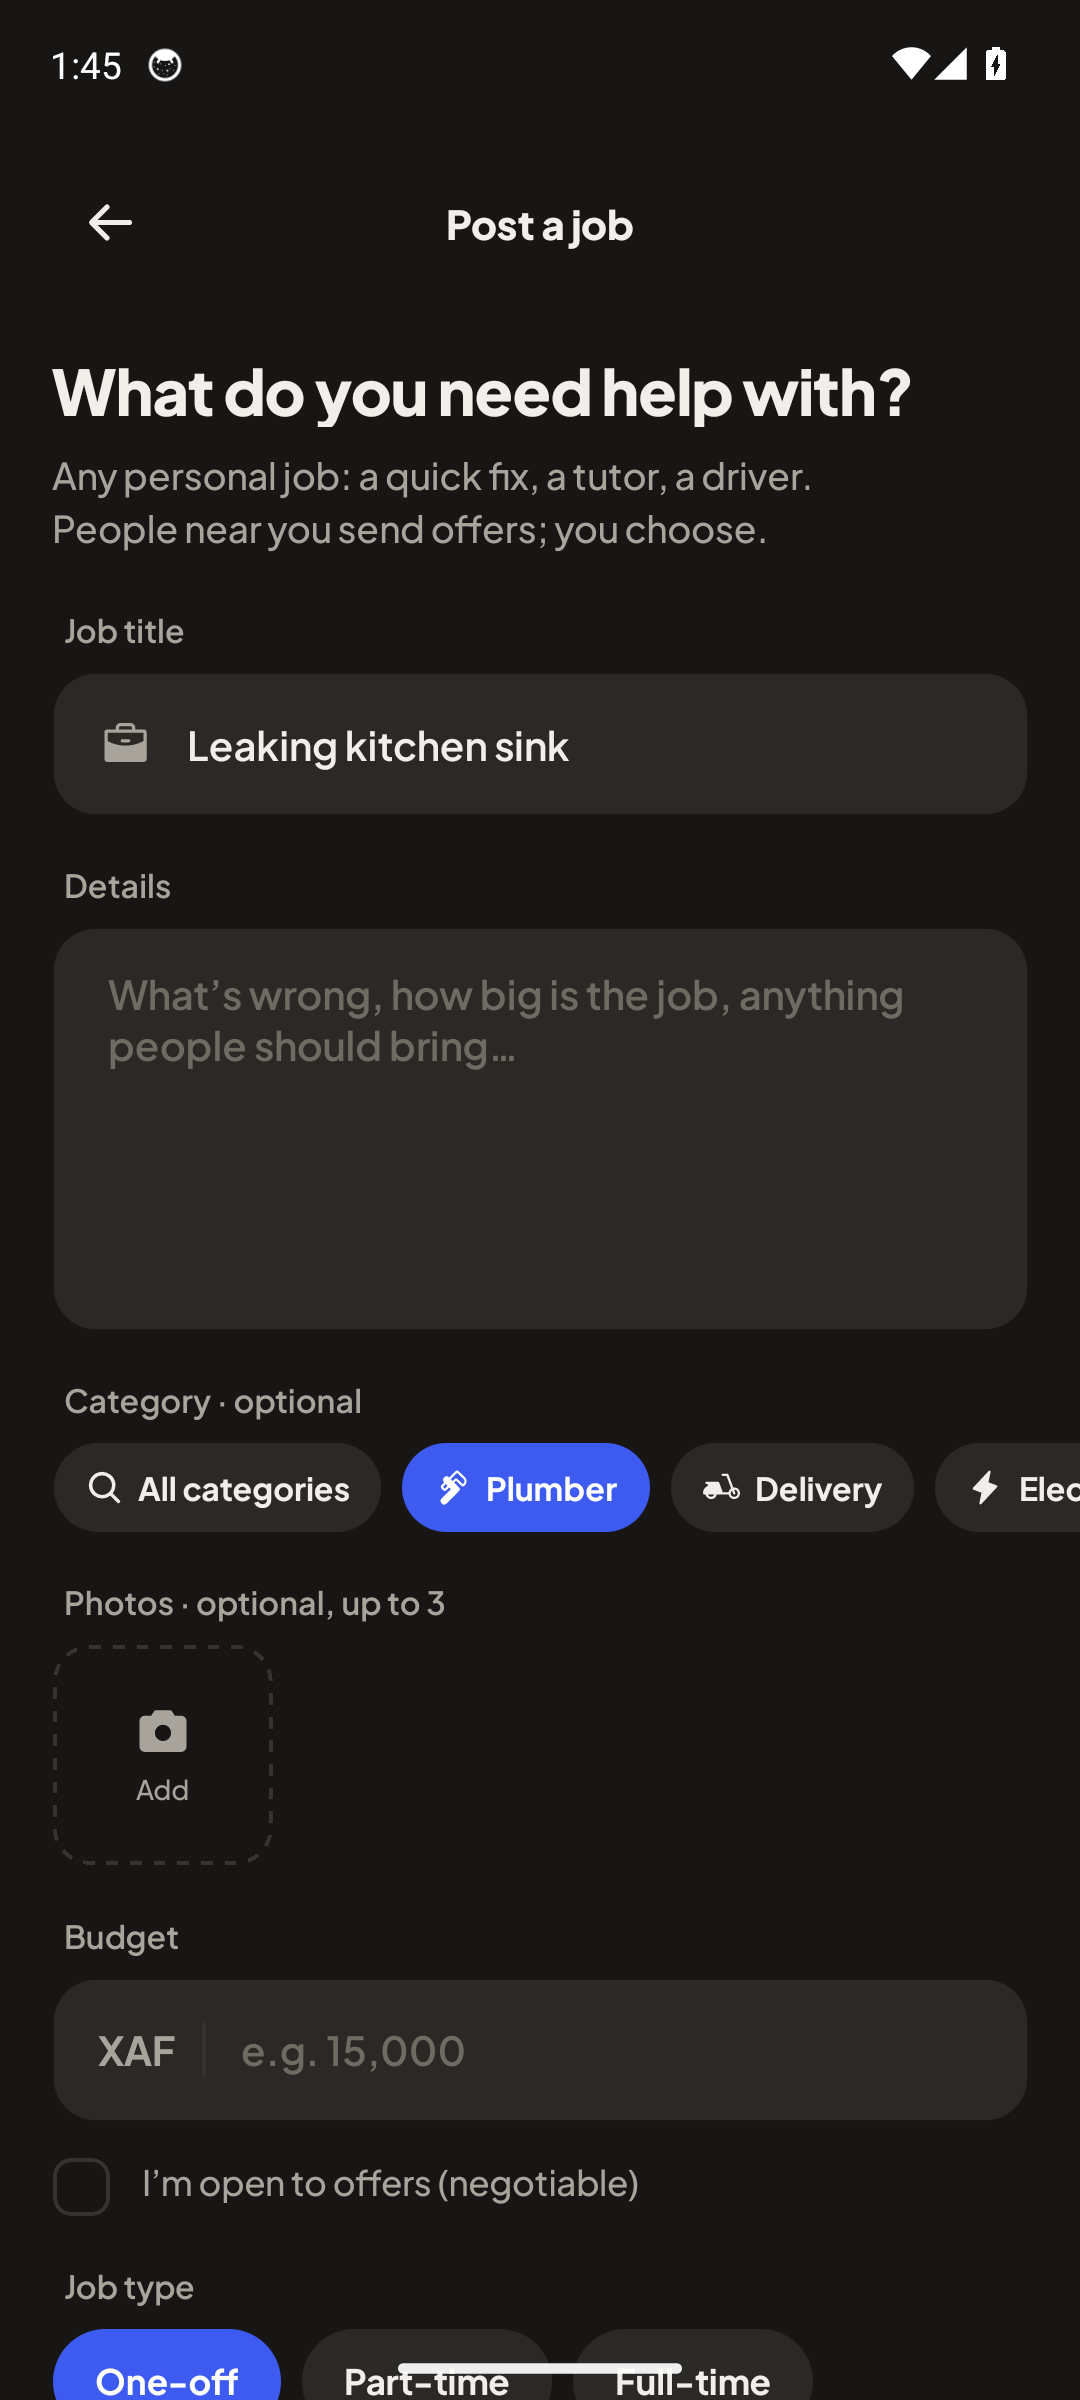 1:45
Post a job
What do you need help with?
Any personal job: a quick fix, a tutor, a driver.
People near you send offers; you choose.
Job title
Leaking kitchen sink
Details
What’s wrong, how big is the job, anything
people should bring…
Category · optional
All categories
Plumber
Delivery
Elec
Photos · optional, up to 3
Add
Budget
XAF
e.g. 15,000
I’m open to offers (negotiable)
Job type
One-off
Part-time
Full-time